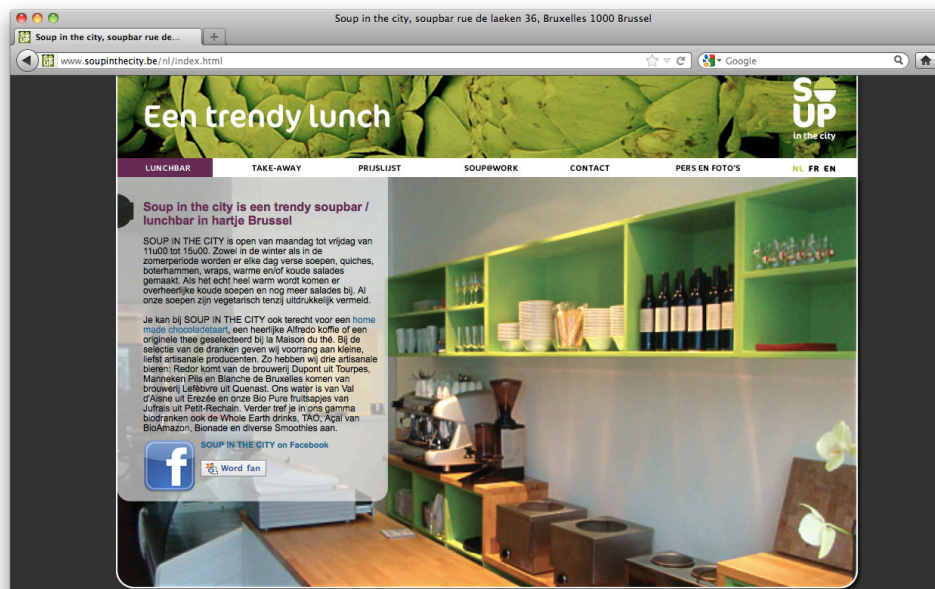 Soup in the city, soupbar rue de laeken 36, Bruxelles 1000 Brussel
Soup in the city, soupbar rue de...
www.soupinthecity.be/nl/index.html
Google
Een trendy lunch
SOUP
in the city
LUNCHBAR TAKE-AWAY PRIJSLIJST SOUP@WORK CONTACT PERS EN FOTO'S NL FR EN
Soup in the city is een trendy soupbar /
lunchbar in hartje Brussel
SOUP IN THE CITY is open van maandag tot vrijdag van
11u00 tot 15u00. Zowel in de winter als in de
zomerperiode worden er elke dag verse soepen, quiches,
boterhammen, wraps, warme en/of koude salades
gemaakt. Als het echt heel warm wordt komen er
overheerlijke koude soepen en nog meer salades bij. Al
onze soepen zijn vegetarisch tenzij uitdrukkelijk vermeld.
Je kan bij SOUP IN THE CITY ook terecht voor een home
made chocoladetaart, een heerlijke Alfredo koffie of een
originele thee geselecteerd bij la Maison du thé. Bij de
selectie van de dranken geven wij voorrang aan kleine,
liefst artisanale producenten. Zo hebben wij drie artisanale
bieren: Redor komt van de brouwerij Dupont uit Tourpes,
Manneken Pils en Blanche de Bruxelles komen van
brouwerij Lefèbvre uit Quenast. Ons water is van Val
d'Aisne uit Erezée en onze Bio Pure fruitsapjes van
Jufrais uit Petit-Rechain. Verder tref je in ons gamma
biodranken ook de Whole Earth drinks, TAO, Açai van
BioAmazon, Bionade en diverse Smoothies aan.
SOUP IN THE CITY on Facebook
Word fan